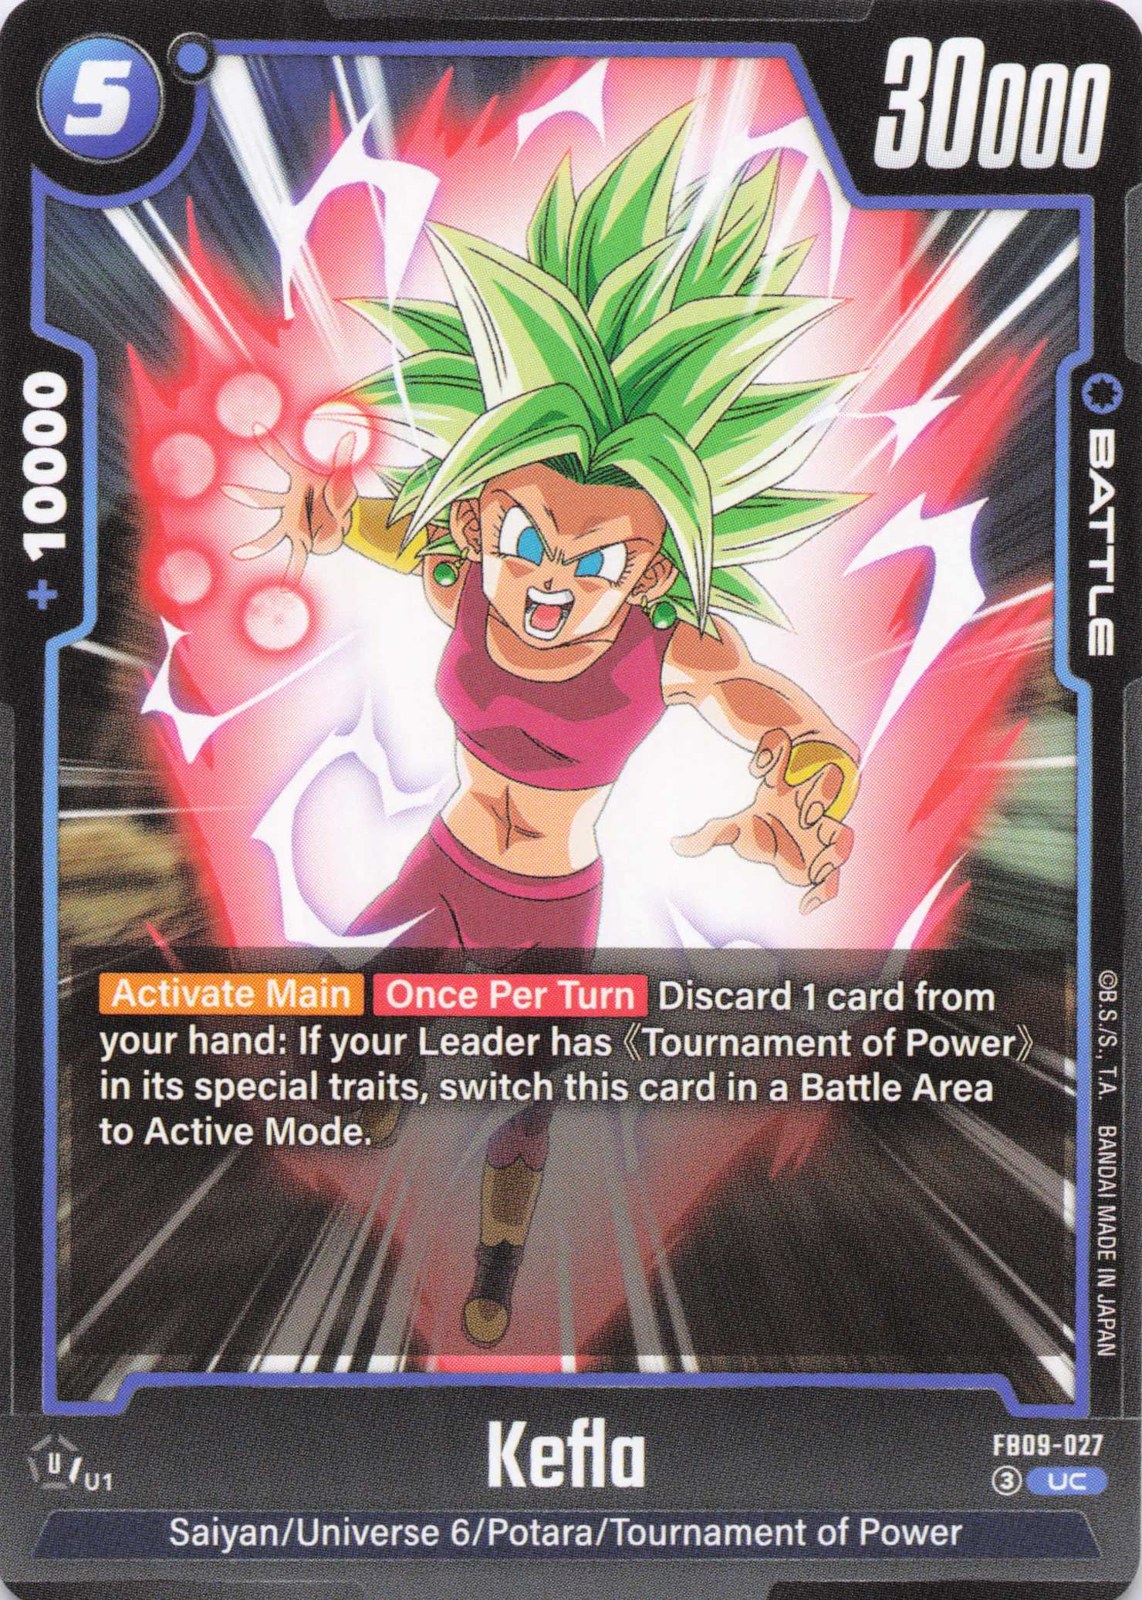 5
30000
+10000
BATTLE
Activate Main Once Per Turn Discard 1 card from
your hand: If your Leader has 《Tournament of Power》
in its special traits, switch this card in a Battle Area
to Active Mode.
©B.S./S., T.A. BANDAI MADE IN JAPAN
Kefla
FB09-027
U U1
3 UC
Saiyan/Universe 6/Potara/Tournament of Power